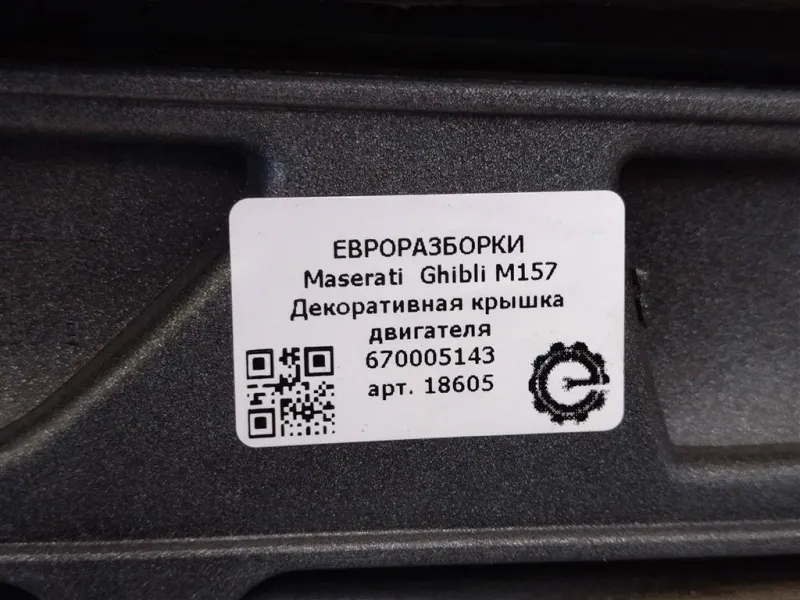 ЕВРОРАЗБОРКИ
Maserati Ghibli M157
Декоративная крышка
двигателя
670005143
арт. 18605